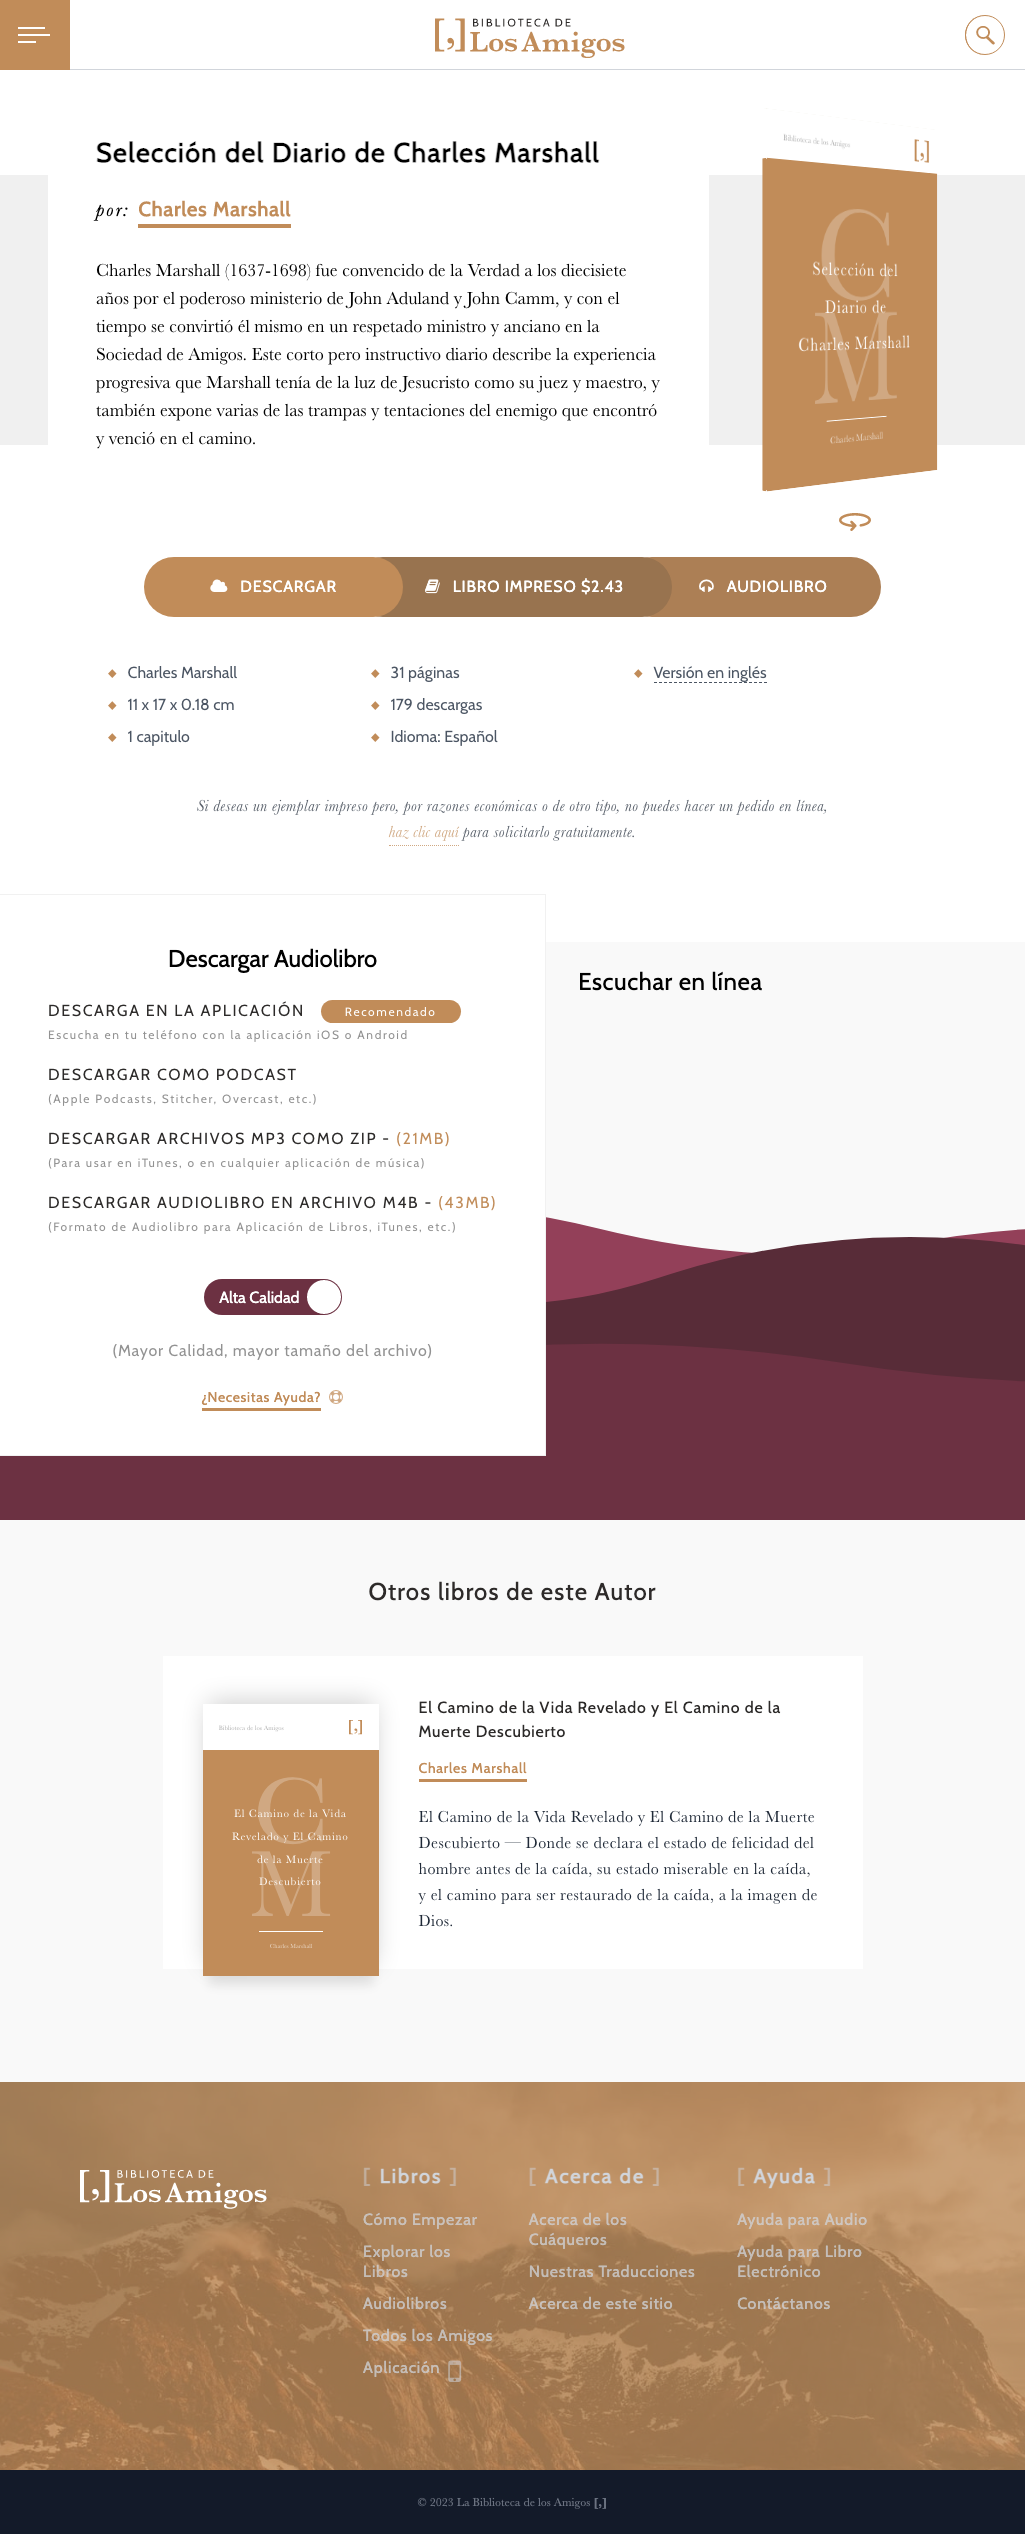 BIBLIOTECA DE
[,] Los Amigos
Selección del Diario de Charles Marshall
por: Charles Marshall
Charles Marshall (1637-1698) fue convencido de la Verdad a los diecisiete
años por el poderoso ministerio de John Aduland y John Camm, y con el
tiempo se convirtió él mismo en un respetado ministro y anciano en la
Sociedad de Amigos. Este corto pero instructivo diario describe la experiencia
progresiva que Marshall tenía de la luz de Jesucristo como su juez y maestro, y
también expone varias de las trampas y tentaciones del enemigo que encontró
y venció en el camino.
Biblioteca de los Amigos [,]
CM
Selección del
Diario de
Charles Marshall
Charles Marshall
DESCARGAR
LIBRO IMPRESO $2.43
AUDIOLIBRO
Charles Marshall
11 x 17 x 0.18 cm
1 capitulo
31 páginas
179 descargas
Idioma: Español
Versión en inglés
Si deseas un ejemplar impreso pero, por razones económicas o de otro tipo, no puedes hacer un pedido en línea,
haz clic aquí para solicitarlo gratuitamente.
Descargar Audiolibro
DESCARGA EN LA APLICACIÓN Recomendado
Escucha en tu teléfono con la aplicación iOS o Android
DESCARGAR COMO PODCAST
(Apple Podcasts, Stitcher, Overcast, etc.)
DESCARGAR ARCHIVOS MP3 COMO ZIP - (21MB)
(Para usar en iTunes, o en cualquier aplicación de música)
DESCARGAR AUDIOLIBRO EN ARCHIVO M4B - (43MB)
(Formato de Audiolibro para Aplicación de Libros, iTunes, etc.)
Alta Calidad
(Mayor Calidad, mayor tamaño del archivo)
¿Necesitas Ayuda?
Escuchar en línea
Otros libros de este Autor
Biblioteca de los Amigos [,]
CM
El Camino de la Vida
Revelado y El Camino
de la Muerte
Descubierto
Charles Marshall
El Camino de la Vida Revelado y El Camino de la
Muerte Descubierto
Charles Marshall
El Camino de la Vida Revelado y El Camino de la Muerte
Descubierto — Donde se declara el estado de felicidad del
hombre antes de la caída, su estado miserable en la caída,
y el camino para ser restaurado de la caída, a la imagen de
Dios.
BIBLIOTECA DE
[,] Los Amigos
[ Libros ]
Cómo Empezar
Explorar los
Libros
Audiolibros
Todos los Amigos
Aplicación
[ Acerca de ]
Acerca de los
Cuáqueros
Nuestras Traducciones
Acerca de este sitio
[ Ayuda ]
Ayuda para Audio
Ayuda para Libro
Electrónico
Contáctanos
© 2023 La Biblioteca de los Amigos [,]